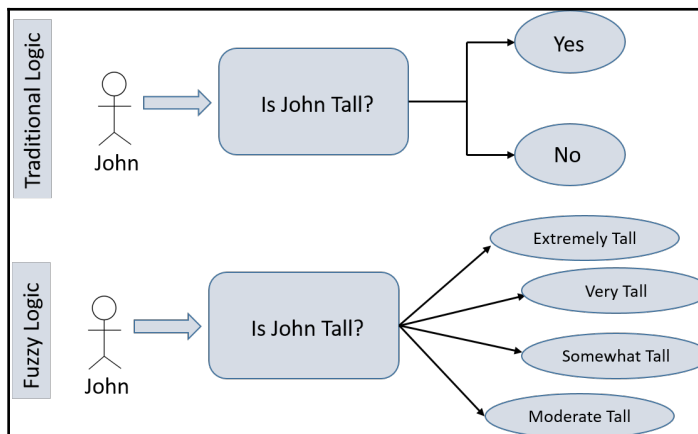 Traditional Logic
John
Is John Tall?
Yes
No
Fuzzy Logic
John
Is John Tall?
Extremely Tall
Very Tall
Somewhat Tall
Moderate Tall